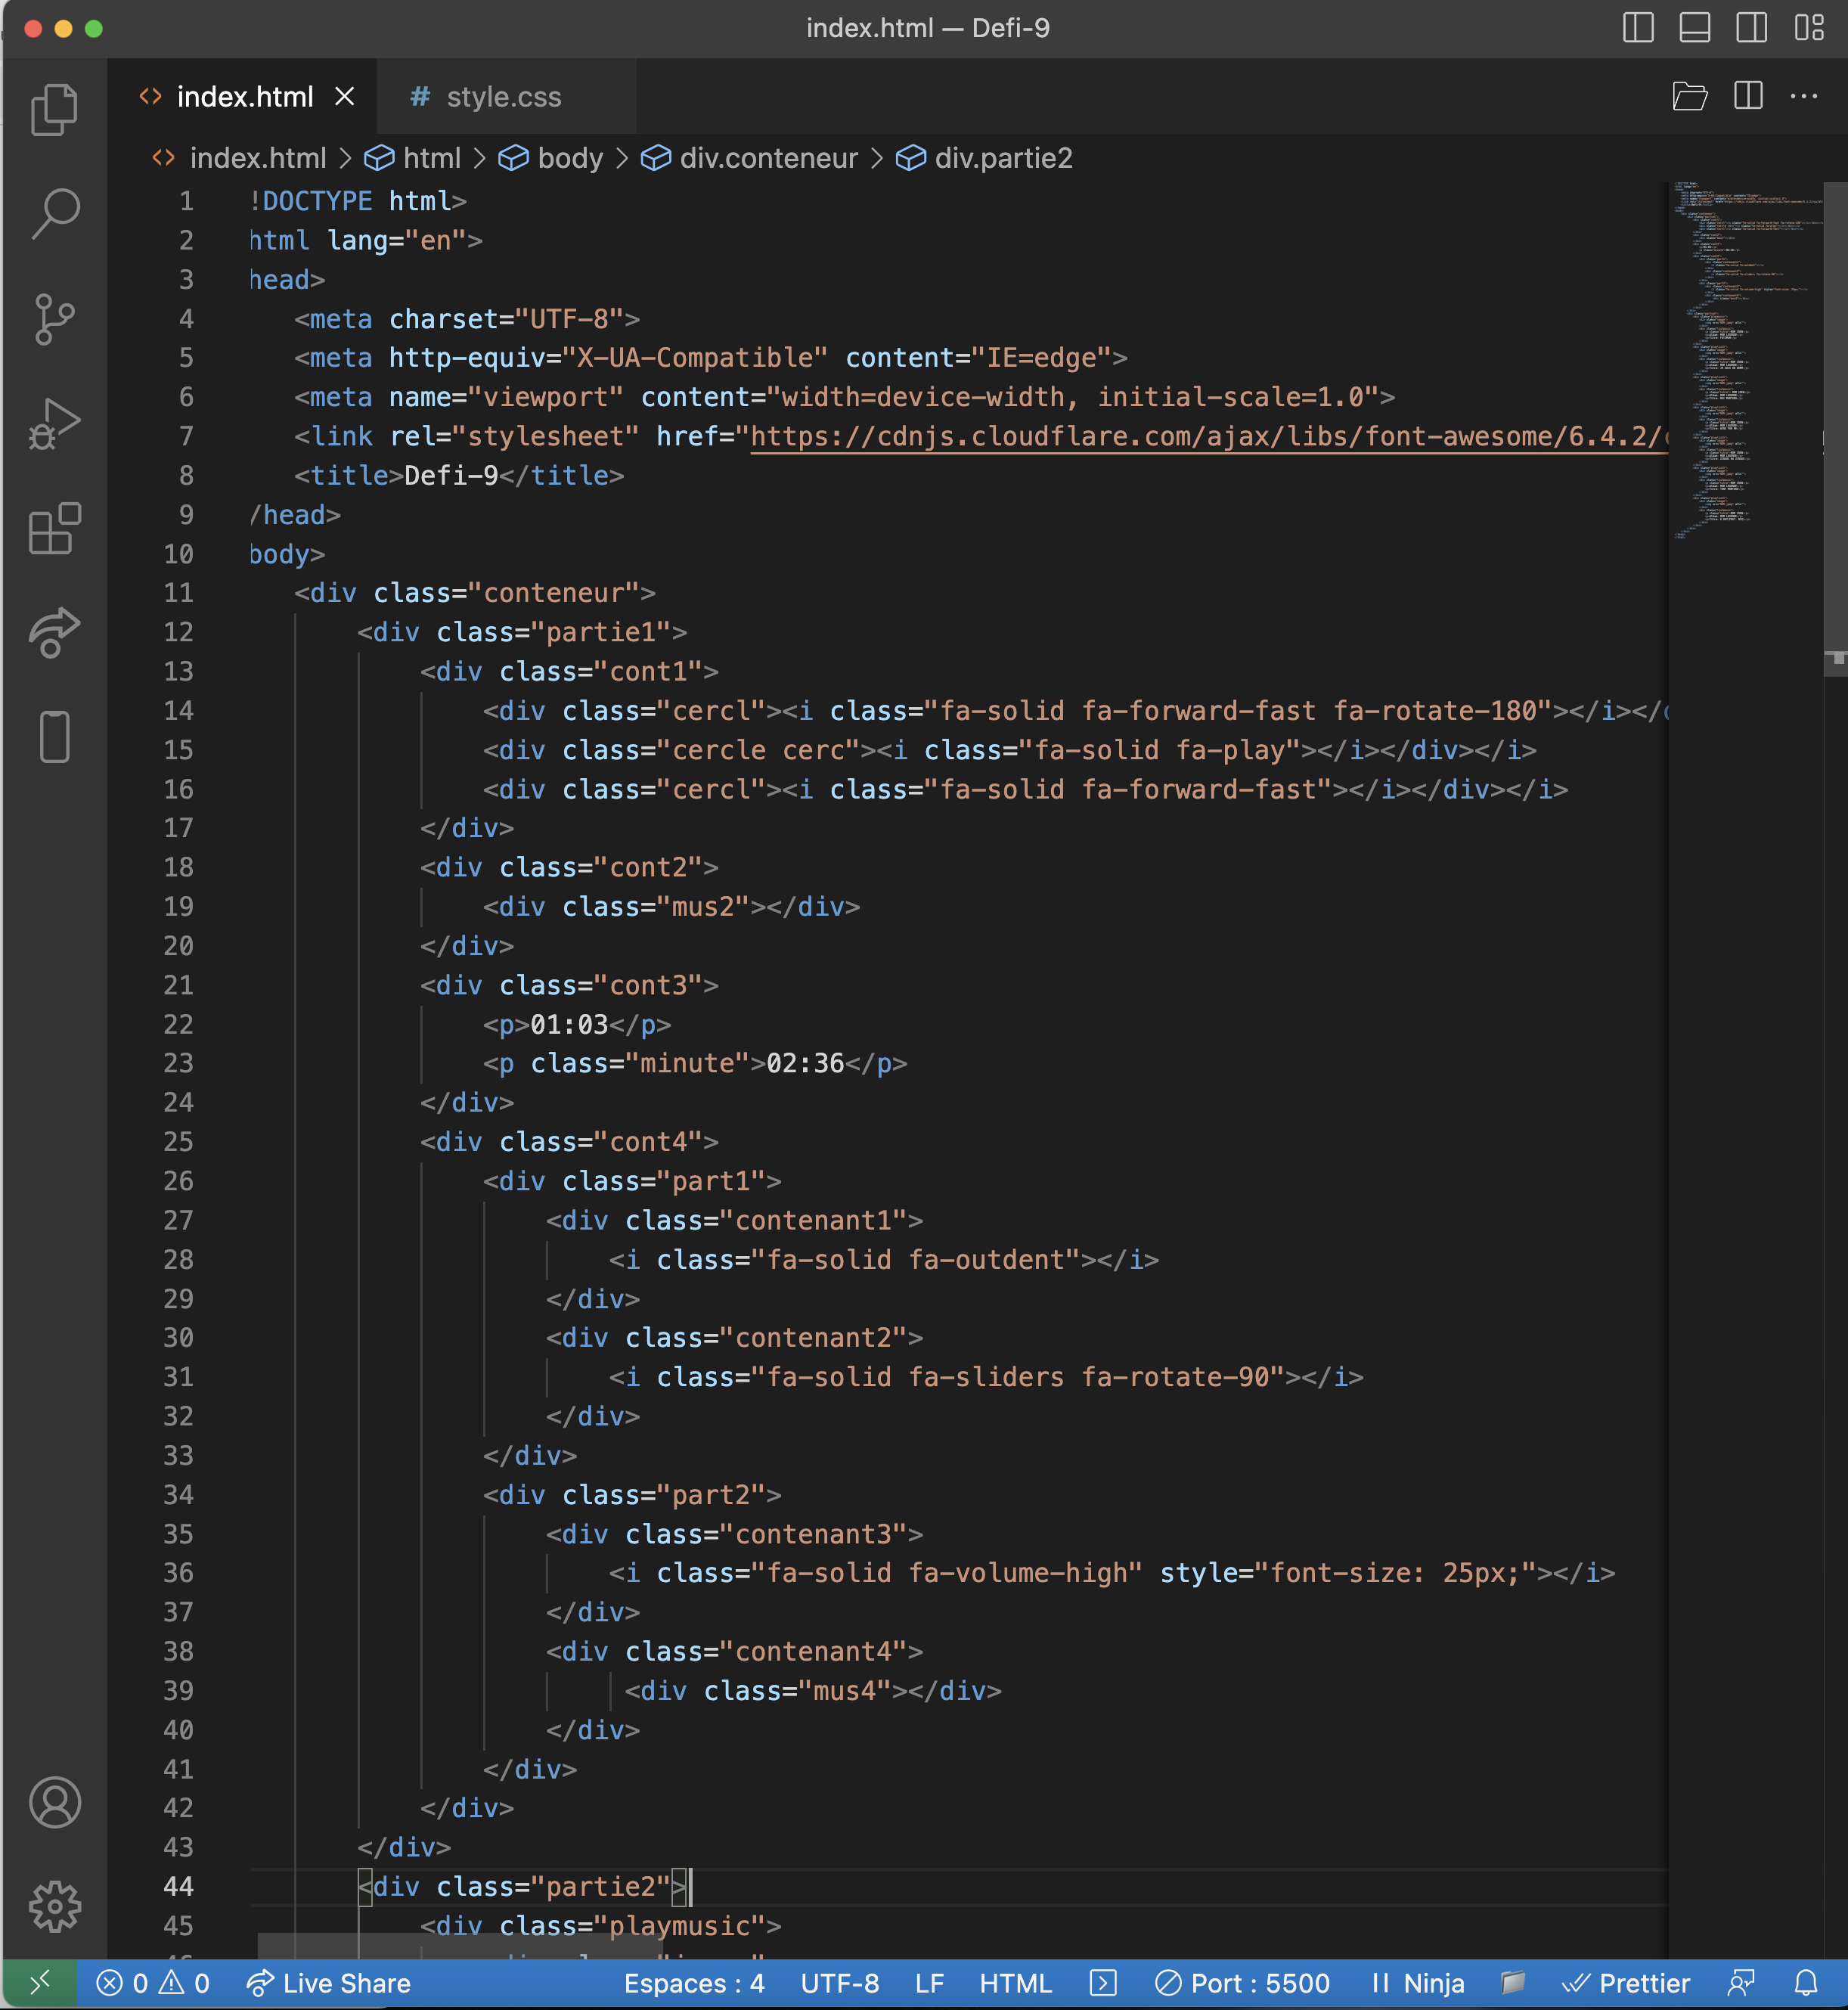 index.html — Defi-9
index.html
# style.css
index.html > html > body > div.conteneur > div.partie2
1 !DOCTYPE html>
2 html lang="en">
3 head>
4 <meta charset="UTF-8">
5 <meta http-equiv="X-UA-Compatible" content="IE=edge">
6 <meta name="viewport" content="width=device-width, initial-scale=1.0">
7 <link rel="stylesheet" href="https://cdnjs.cloudflare.com/ajax/libs/font-awesome/6.4.2/
8 <title>Defi-9</title>
9 /head>
10 body>
11 <div class="conteneur">
12 <div class="partie1">
13 <div class="cont1">
14 <div class="cercl"><i class="fa-solid fa-forward-fast fa-rotate-180"></i></
15 <div class="cercle cerc"><i class="fa-solid fa-play"></i></div></i>
16 <div class="cercl"><i class="fa-solid fa-forward-fast"></i></div></i>
17 </div>
18 <div class="cont2">
19 <div class="mus2"></div>
20 </div>
21 <div class="cont3">
22 <p>01:03</p>
23 <p class="minute">02:36</p>
24 </div>
25 <div class="cont4">
26 <div class="part1">
27 <div class="contenant1">
28 <i class="fa-solid fa-outdent"></i>
29 </div>
30 <div class="contenant2">
31 <i class="fa-solid fa-sliders fa-rotate-90"></i>
32 </div>
33 </div>
34 <div class="part2">
35 <div class="contenant3">
36 <i class="fa-solid fa-volume-high" style="font-size: 25px;"></i>
37 </div>
38 <div class="contenant4">
39 <div class="mus4"></div>
40 </div>
41 </div>
42 </div>
43 </div>
44 <div class="partie2">
45 <div class="playmusic">
0 0 Live Share Espaces : 4 UTF-8 LF HTML Port : 5500 Ninja Prettier